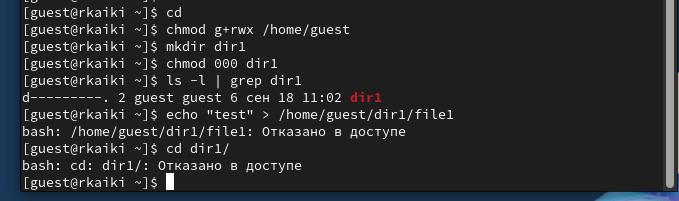 [guest@rkaiki ~]$ cd
[guest@rkaiki ~]$ chmod g+rwx /home/guest
[guest@rkaiki ~]$ mkdir dir1
[guest@rkaiki ~]$ chmod 000 dir1
[guest@rkaiki ~]$ ls -l | grep dir1
d---------. 2 guest guest 6 сен 18 11:02 dir1
[guest@rkaiki ~]$ echo "test" > /home/guest/dir1/file1
bash: /home/guest/dir1/file1: Отказано в доступе
[guest@rkaiki ~]$ cd dir1/
bash: cd: dir1/: Отказано в доступе
[guest@rkaiki ~]$